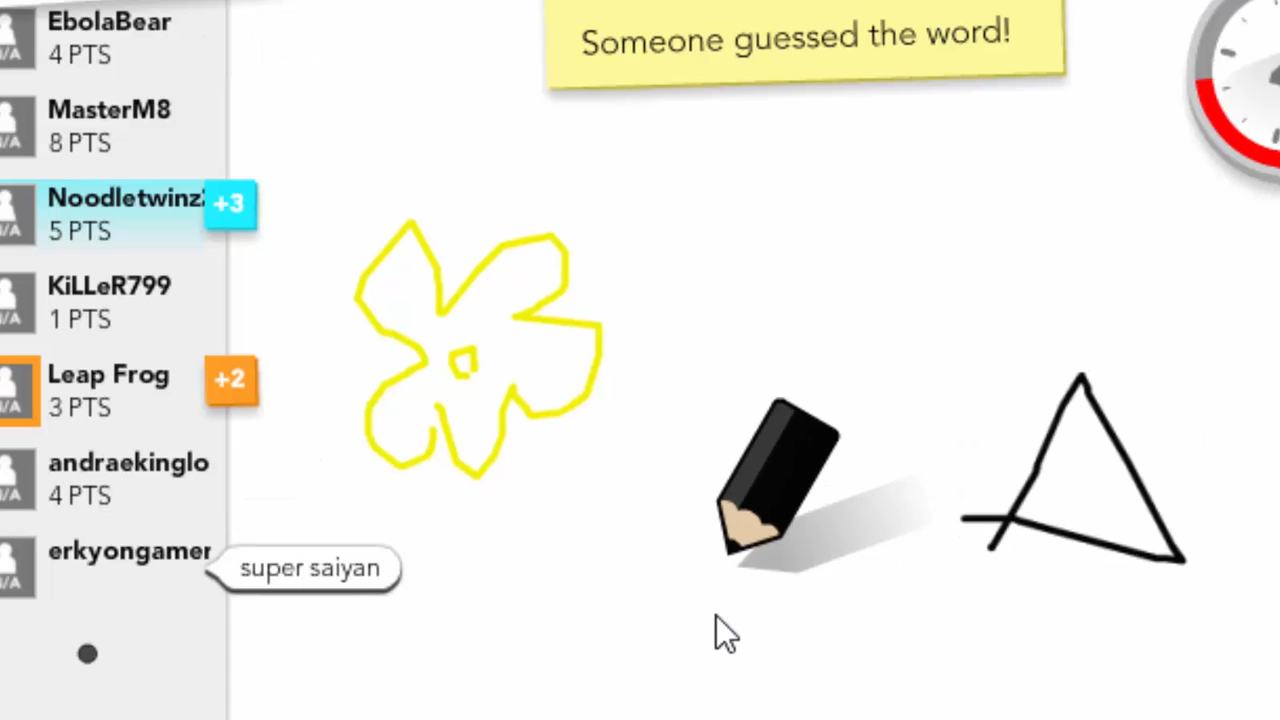 EbolaBear
4 PTS
Someone guessed the word!
MasterM8
8 PTS
5 PTS
+3
KiLLeR799
1 PTS
Leap Frog
3 PTS
+2
andraekinglo
4 PTS
erkyongamer
super saiyan